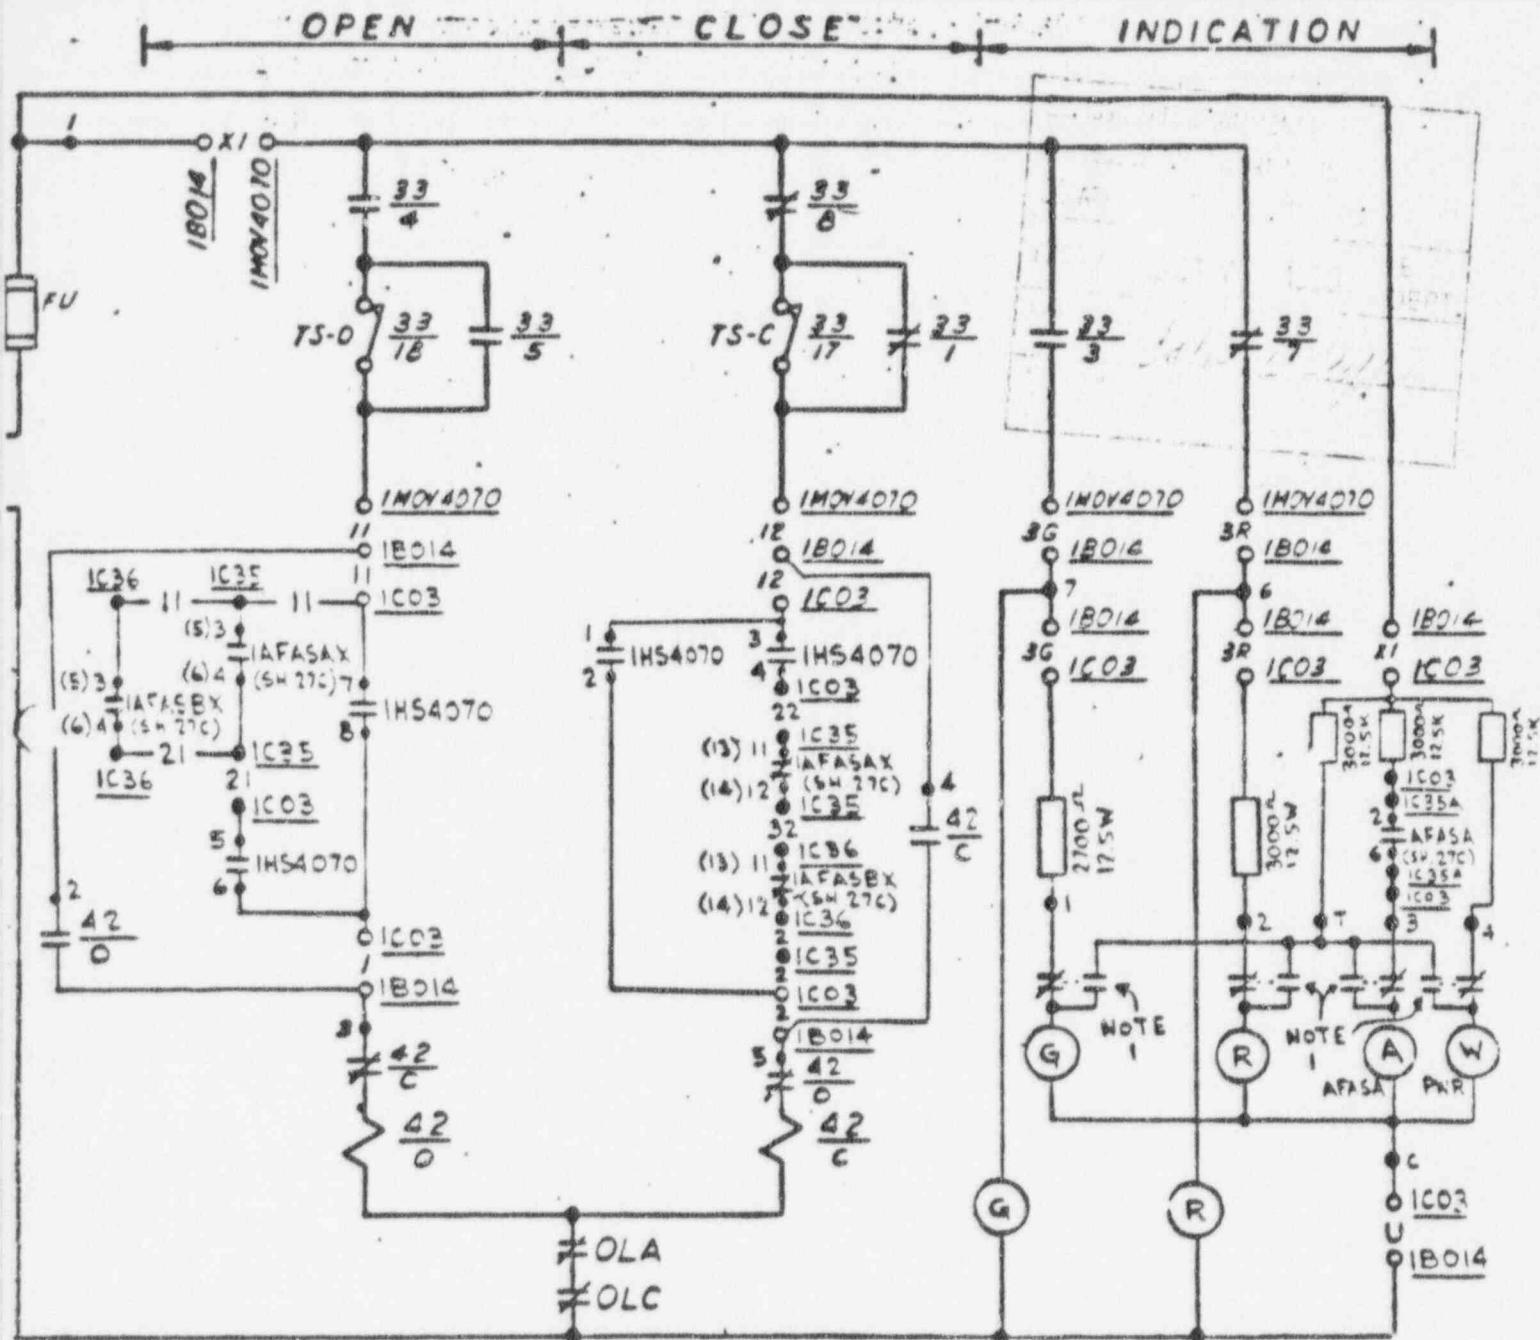 OPEN
CLOSE
INDICATION
1
X1
1B014
1MOV4070
33
4
33
8
FU
TS-O
33
18
33
5
TS-C
33
17
33
1
33
3
33
7
1MOV4070
1MOV4070
1MOV4070
1MOV4070
11
12
3G
3R
1B014
1B014
1B014
1B014
1C36
1C35
11
12
7
6
11
11
1C03
1C03
1B014
1B014
1B014
(5)3
1AFASAX
(6)4
(SH 27C)
7
1HS4070
8
(5)3
1AFASBX
(6)4
(SH 27C)
21
1C35
1C36
21
1C03
5
1HS4070
6
2
42
O
1C03
1
1B014
3
42
C
42
O
1
1HS4070
2
3
1HS4070
4
1C03
22
1C35
(13) 11
1AFASAX
(SH 27C)
(14) 12
1C35
32
1C36
(13) 11
1AFASBX
(SH 27C)
(14) 12
1C36
2
1C35
2
1C03
2
1B014
5
42
O
42
C
4
42
C
3G
1C03
3R
1C03
X1
1C03
2700Ω
12.5W
3000Ω
12.5W
3000Ω
3000Ω
3000Ω
1C03
1C35A
2
AFASA
6
(SH. 27C)
1C35A
1C03
1
2
T
3
4
NOTE
1
NOTE
1
G
R
A
W
AFASA
PWR
C
G
R
1C03
U
1B014
OLA
OLC